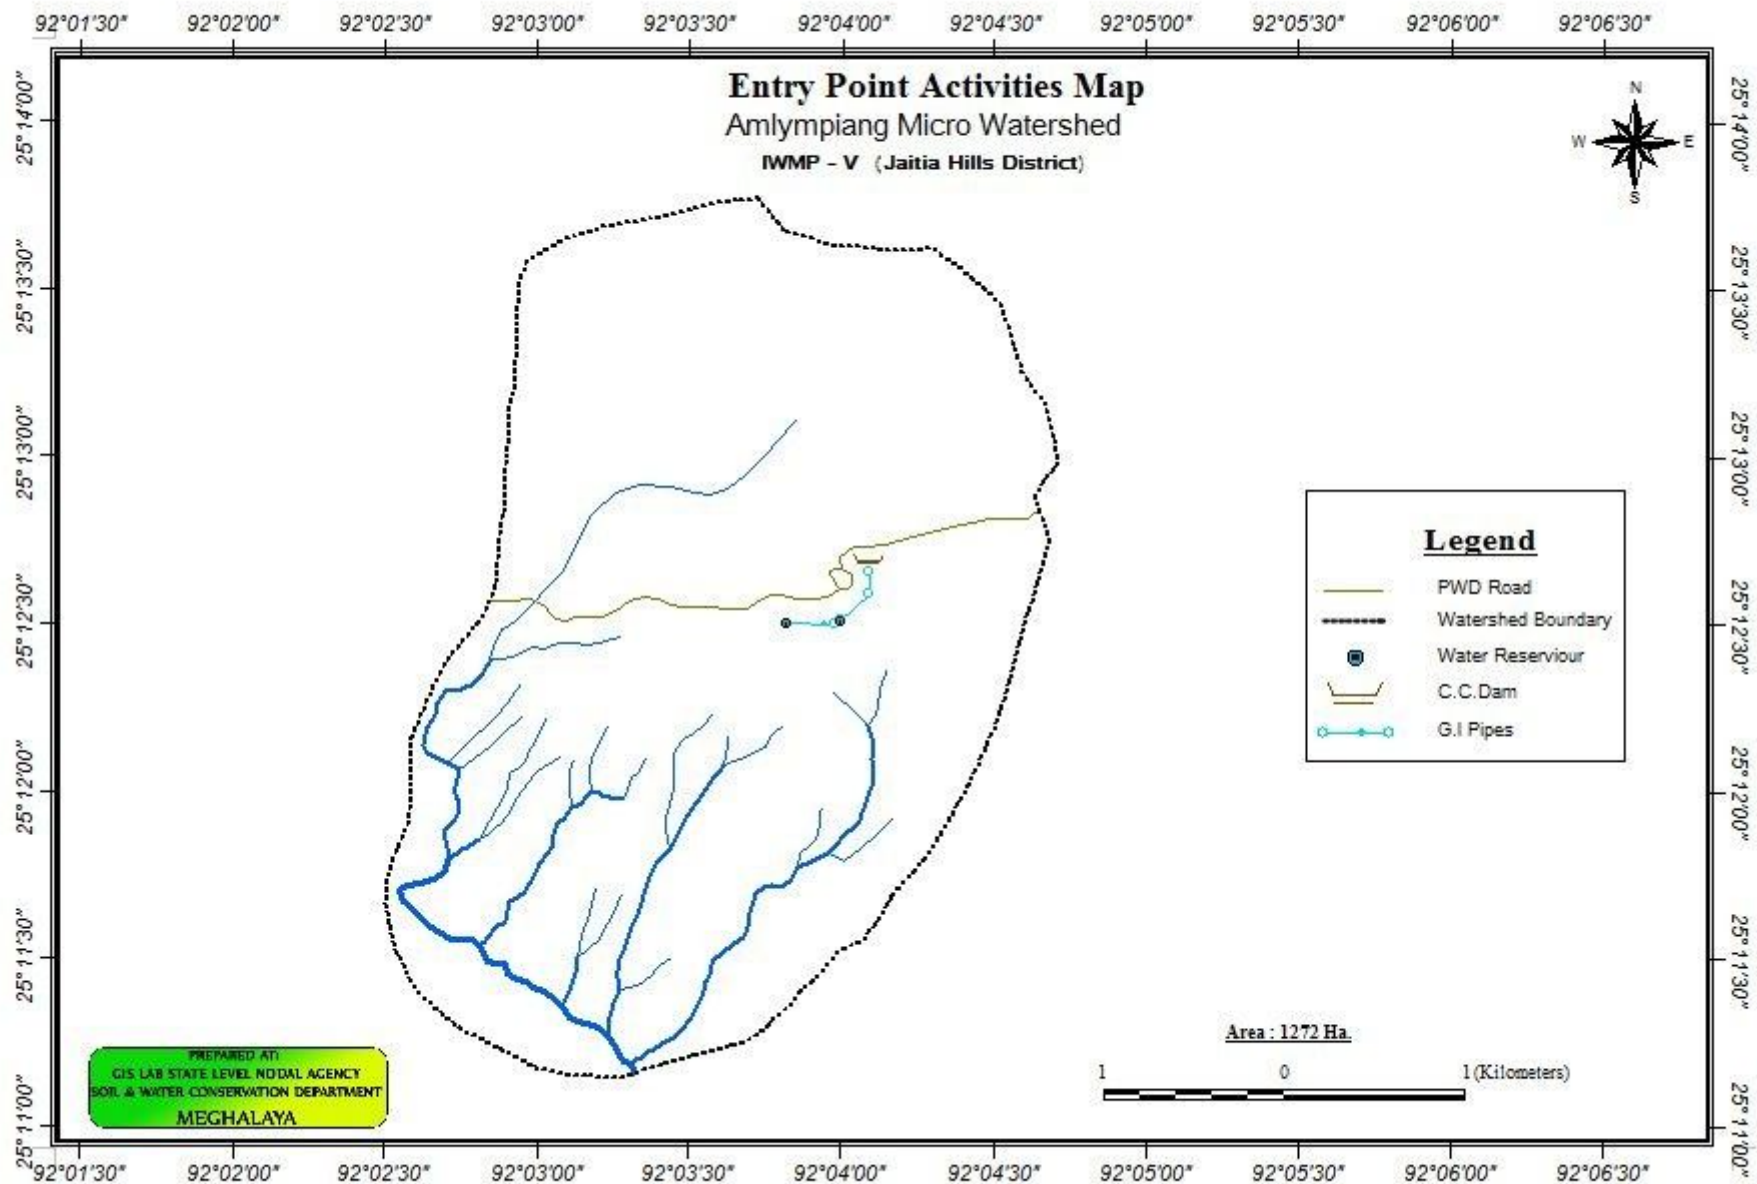 92°01'30" 92°02'00" 92°02'30" 92°03'00" 92°03'30" 92°04'00" 92°04'30" 92°05'00" 92°05'30" 92°06'00" 92°06'30"
Entry Point Activities Map
Amlympiang Micro Watershed
IWMP - V (Jaitia Hills District)
N
W E
S
25°14'00" 25°14'00"
25°13'30" 25°13'30"
25°13'00" 25°13'00"
25°12'30" 25°12'30"
25°12'00" 25°12'00"
25°11'30" 25°11'30"
25°11'00" 25°11'00"
Legend
PWD Road
Watershed Boundary
Water Reserviour
C.C.Dam
G.I Pipes
Area : 1272 Ha.
1 0 1 (Kilometers)
PREPARED AT:
GIS LAB STATE LEVEL NODAL AGENCY
SOIL & WATER CONSERVATION DEPARTMENT
MEGHALAYA
92°01'30" 92°02'00" 92°02'30" 92°03'00" 92°03'30" 92°04'00" 92°04'30" 92°05'00" 92°05'30" 92°06'00" 92°06'30"